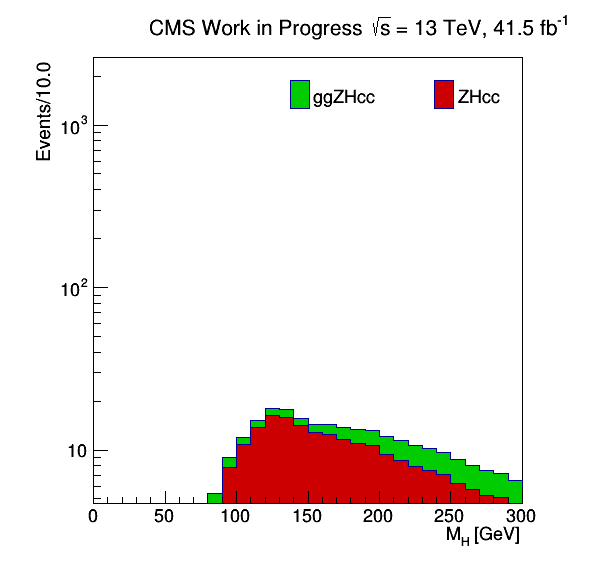 CMS Work in Progress √s = 13 TeV, 41.5 fb⁻¹
Events/10.0
ggZHcc ZHcc
10³
10²
10
0 50 100 150 200 250 300
M_H [GeV]